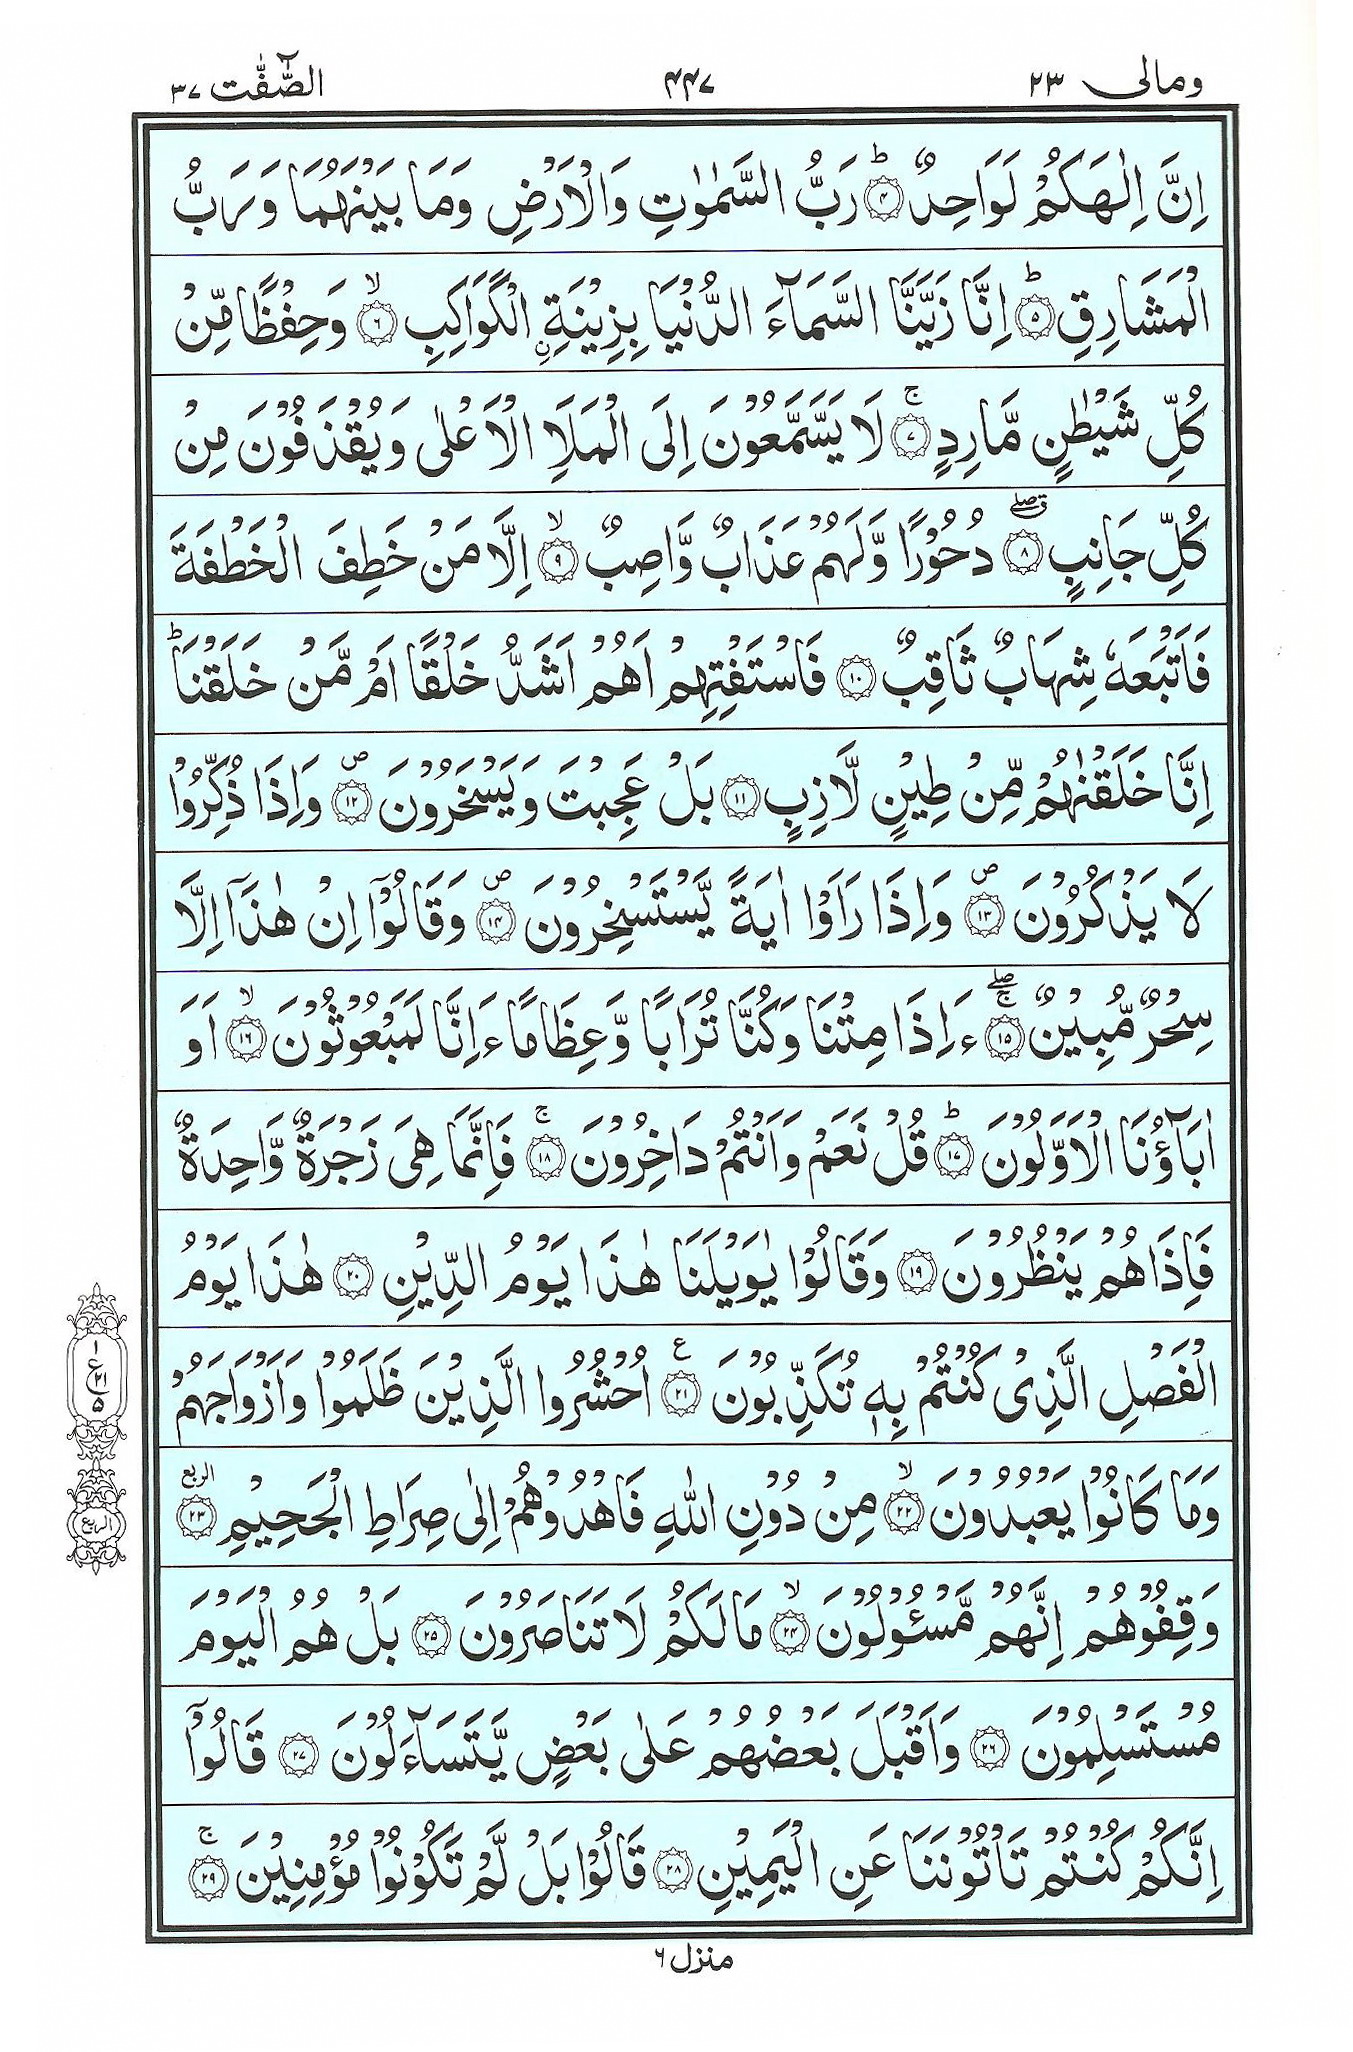 ومالی ٢٣ ۴۴۷ الصّٰٓفّٰت ٣٧
اِنَّ اِلٰهَكُمْ لَوَاحِدٌ ؕ﴿۴﴾ رَبُّ السَّمٰوٰتِ وَالْاَرْضِ وَمَا بَيْنَهُمَا وَرَبُّ
الْمَشَارِقِ ؕ﴿۵﴾ اِنَّا زَيَّنَّا السَّمَآءَ الدُّنْيَا بِزِيْنَةِ ِ۟الْكَوَاكِبِ ۙ﴿۶﴾ وَحِفْظًا مِّنْ
كُلِّ شَيْطٰنٍ مَّارِدٍ ۚ﴿۷﴾ لَا يَسَّمَّعُوْنَ اِلَى الْمَلَاِ الْاَعْلٰى وَيُقْذَفُوْنَ مِنْ
كُلِّ جَانِبٍ ۖق﴿۸﴾ دُحُوْرًا وَّلَهُمْ عَذَابٌ وَّاصِبٌ ۙ﴿۹﴾ اِلَّا مَنْ خَطِفَ الْخَطْفَةَ
فَاَتْبَعَهٗ شِهَابٌ ثَاقِبٌ ﴿۱۰﴾ فَاسْتَفْتِهِمْ اَهُمْ اَشَدُّ خَلْقًا اَمْ مَّنْ خَلَقْنَا ؕ
اِنَّا خَلَقْنٰهُمْ مِّنْ طِيْنٍ لَّازِبٍ ﴿۱۱﴾ بَلْ عَجِبْتَ وَيَسْخَرُوْنَ ص﴿۱۲﴾ وَاِذَا ذُكِّرُوْا
لَا يَذْكُرُوْنَ ص﴿۱۳﴾ وَاِذَا رَاَوْا اٰيَةً يَّسْتَسْخِرُوْنَ ص﴿۱۴﴾ وَقَالُوْۤا اِنْ هٰذَاۤ اِلَّا
سِحْرٌ مُّبِيْنٌ ۚۖ﴿۱۵﴾ ءَاِذَا مِتْنَا وَكُنَّا تُرَابًا وَّعِظَامًا ءَاِنَّا لَمَبْعُوْثُوْنَ ۙ﴿۱۶﴾ اَوَ
اٰبَآؤُنَا الْاَوَّلُوْنَ ؕ﴿۱۷﴾ قُلْ نَعَمْ وَاَنْتُمْ دَاخِرُوْنَ ۚ﴿۱۸﴾ فَاِنَّمَا هِيَ زَجْرَةٌ وَّاحِدَةٌ
فَاِذَا هُمْ يَنْظُرُوْنَ ﴿۱۹﴾ وَقَالُوْا يٰوَيْلَنَا هٰذَا يَوْمُ الدِّيْنِ ﴿۲۰﴾ هٰذَا يَوْمُ
الْفَصْلِ الَّذِيْ كُنْتُمْ بِهٖ تُكَذِّبُوْنَ ع﴿۲۱﴾ اُحْشُرُوا الَّذِيْنَ ظَلَمُوْا وَاَزْوَاجَهُمْ
وَمَا كَانُوْا يَعْبُدُوْنَ ۙ﴿۲۲﴾ مِنْ دُوْنِ اللّٰهِ فَاهْدُوْهُمْ اِلٰى صِرَاطِ الْجَحِيْمِ الربع﴿۲۳﴾
وَقِفُوْهُمْ اِنَّهُمْ مَّسْـُٔوْلُوْنَ ۙ﴿۲۴﴾ مَا لَكُمْ لَا تَنَاصَرُوْنَ ﴿۲۵﴾ بَلْ هُمُ الْيَوْمَ
مُسْتَسْلِمُوْنَ ﴿۲۶﴾ وَاَقْبَلَ بَعْضُهُمْ عَلٰى بَعْضٍ يَّتَسَآءَلُوْنَ ﴿۲۷﴾ قَالُوْۤا
اِنَّكُمْ كُنْتُمْ تَاْتُوْنَنَا عَنِ الْيَمِيْنِ ﴿۲۸﴾ قَالُوْا بَلْ لَّمْ تَكُوْنُوْا مُؤْمِنِيْنَ ۚ﴿۲۹﴾
۱
ع ۲۱
۵
الربع
منزل ۶